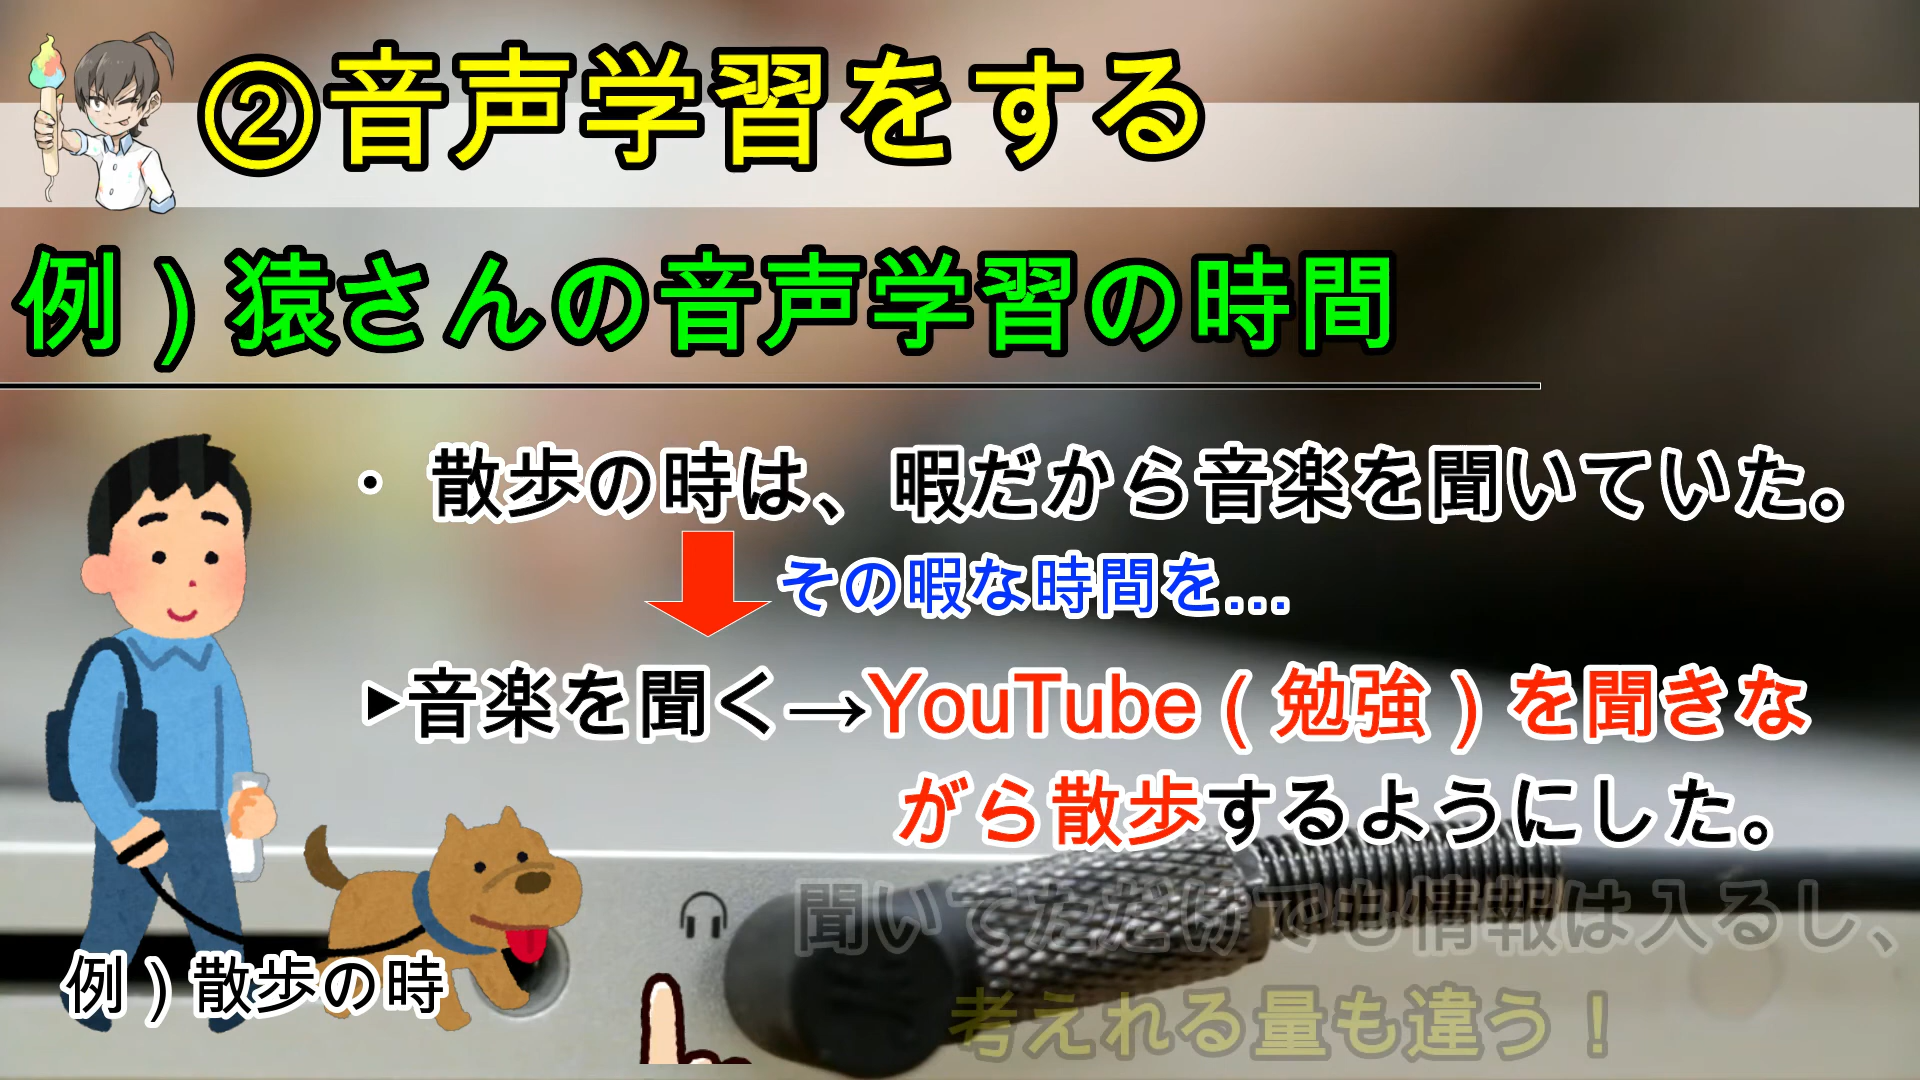 ②音声学習をする
例）猿さんの音声学習の時間
・散歩の時は、暇だから音楽を聞いていた。
その暇な時間を...
▶音楽を聞く→YouTube（勉強）を聞きな
がら散歩するようにした。
聞いてただけでも情報は入るし、
考えれる量も違う！
例）散歩の時